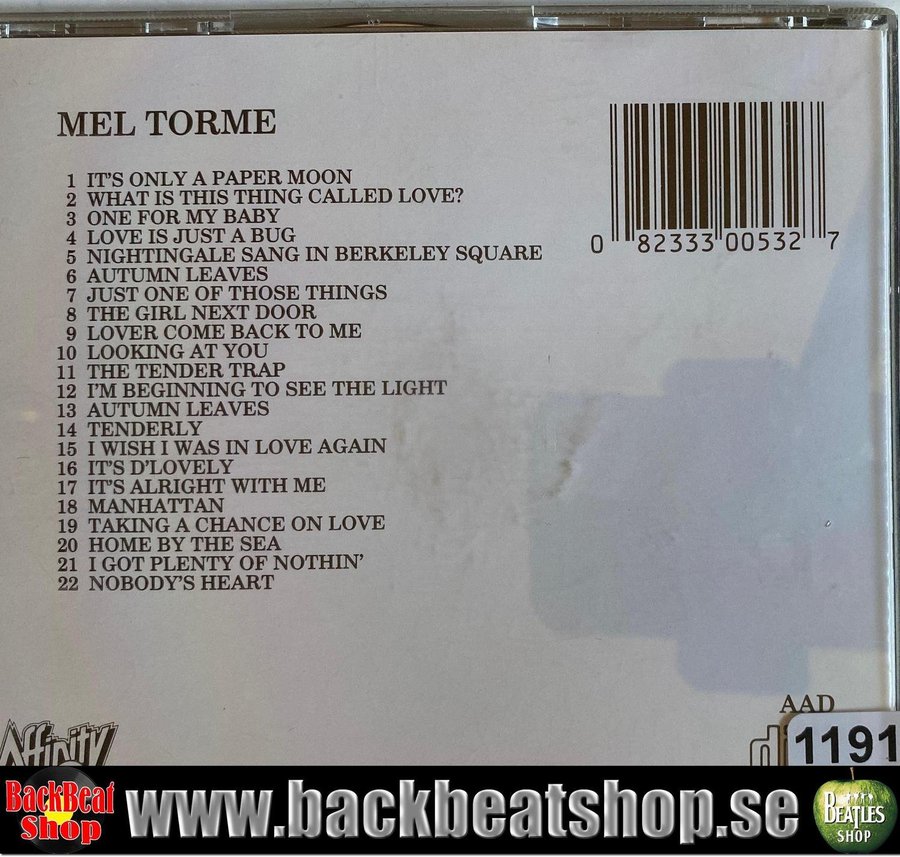 MEL TORME
1 IT'S ONLY A PAPER MOON
2 WHAT IS THIS THING CALLED LOVE?
3 ONE FOR MY BABY
4 LOVE IS JUST A BUG
5 NIGHTINGALE SANG IN BERKELEY SQUARE
6 AUTUMN LEAVES
7 JUST ONE OF THOSE THINGS
8 THE GIRL NEXT DOOR
9 LOVER COME BACK TO ME
10 LOOKING AT YOU
11 THE TENDER TRAP
12 I'M BEGINNING TO SEE THE LIGHT
13 AUTUMN LEAVES
14 TENDERLY
15 I WISH I WAS IN LOVE AGAIN
16 IT'S D'LOVELY
17 IT'S ALRIGHT WITH ME
18 MANHATTAN
19 TAKING A CHANCE ON LOVE
20 HOME BY THE SEA
21 I GOT PLENTY OF NOTHIN'
22 NOBODY'S HEART
0 82333 00532 7
AAD
1191
Affinity
BackBeat
Shop
www.backbeatshop.se
BEATLES
SHOP